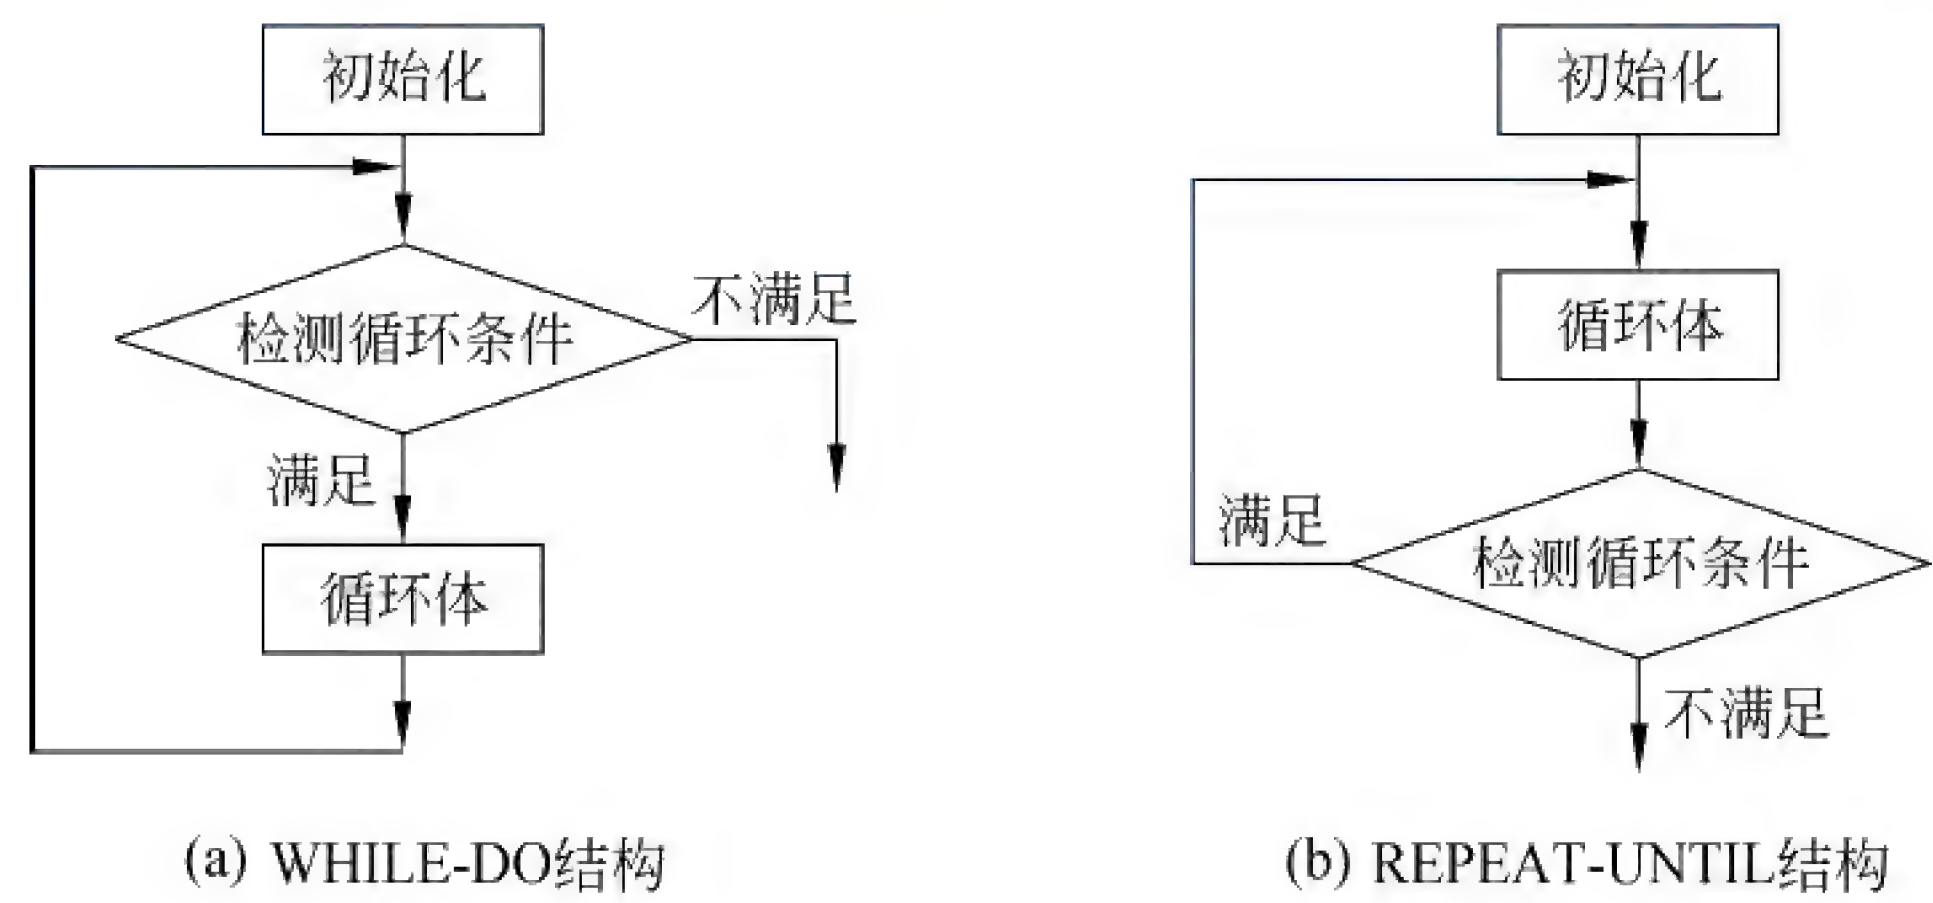 初始化
检测循环条件
不满足
满足
循环体
(a) WHILE-DO结构
初始化
循环体
满足
检测循环条件
不满足
(b) REPEAT-UNTIL结构